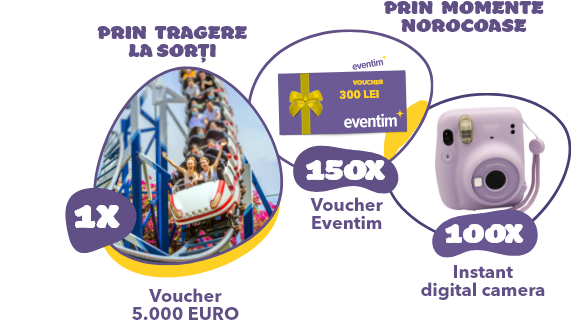 PRIN TRAGERE
LA SORȚI
1X
Voucher
5.000 EURO
PRIN MOMENTE
NOROCOASE
eventim
VOUCHER
300 LEI
eventim
150X
Voucher
Eventim
100X
Instant
digital camera